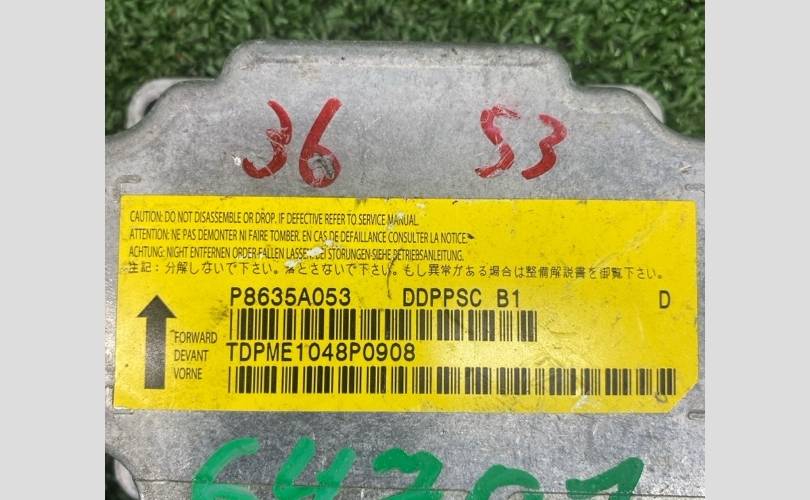 36 53
CAUTION: DO NOT DISASSEMBLE OR DROP. IF DEFECTIVE REFER TO SERVICE MANUAL.
ATTENTION: NE PAS DEMONTER NI FAIRE TOMBER. EN CAS DE DEFAILLANCE CONSULTER LA NOTICE.
ACHTUNG: NIGHT ENTFERNEN ORDER FALLEN LASSEN. BEI STORUNGEN-SIEHE BETRIEBSANLEITUNG.
注記: 分解しないで下さい。落とさないで下さい。もし異常がある場合は整備解説書を御覧下さい。
P8635A053 DDPPSC B1 D
FORWARD
DEVANT
VORNE
TDPME1048P0908